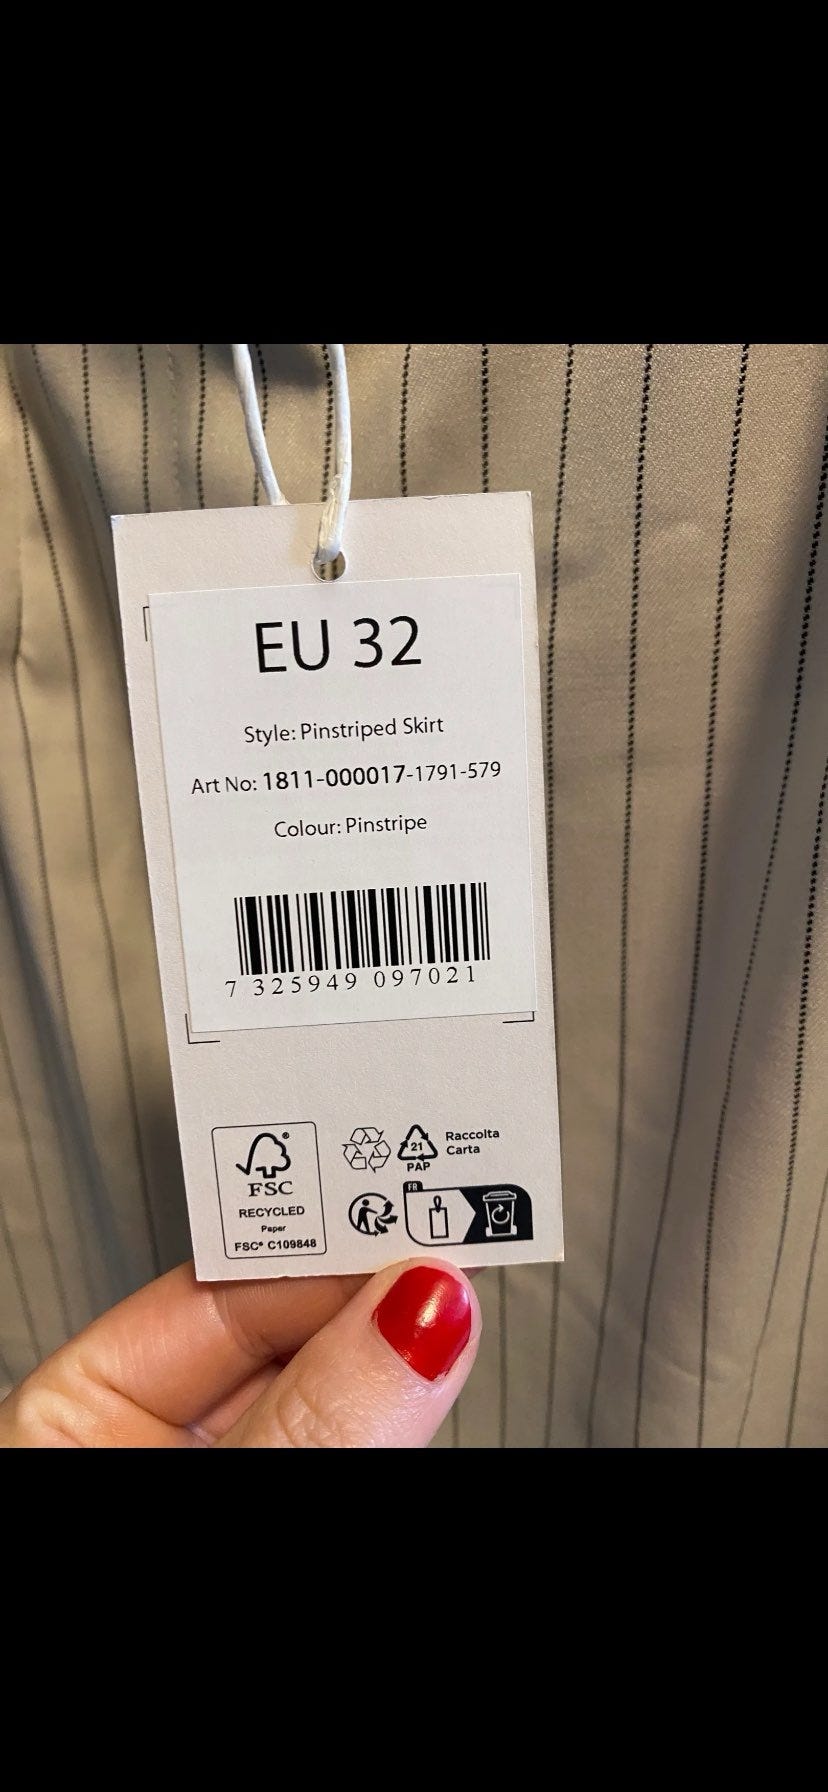 EU 32
Style: Pinstriped Skirt
Art No: 1811-000017-1791-579
Colour: Pinstripe
7 325949 097021
®
FSC
RECYCLED
Paper
FSC® C109848
21
PAP
Raccolta
Carta
FR